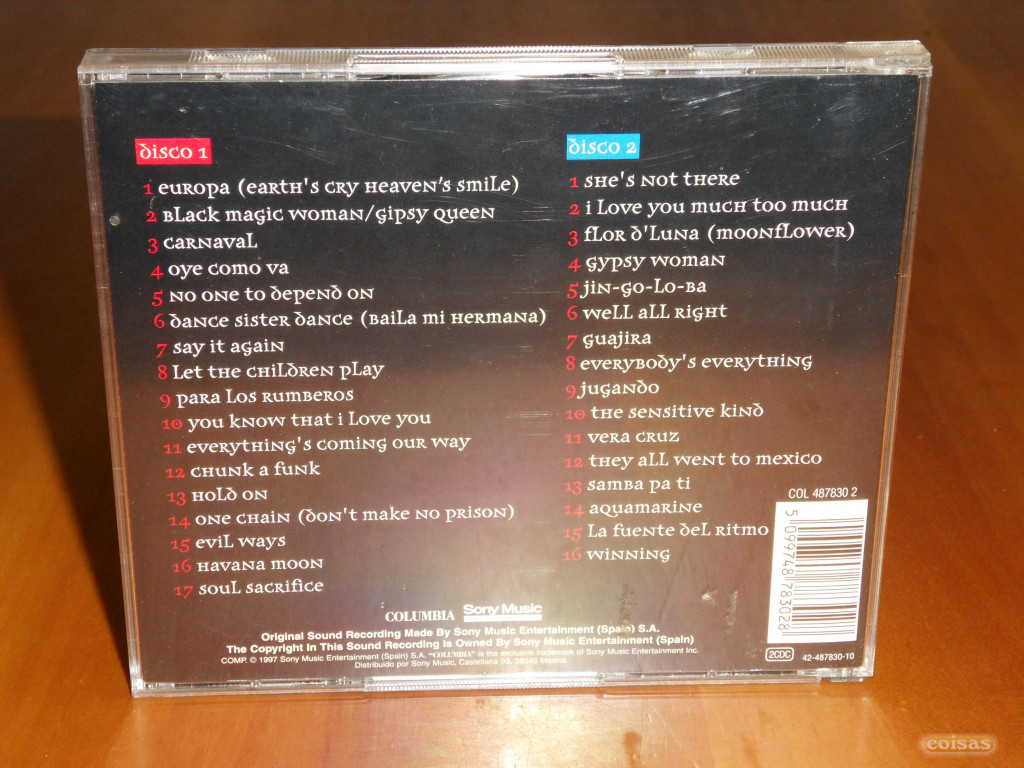 disco 1
1 europa (earth's cry heaven's smile)
2 black magic woman/gipsy queen
3 carnaval
4 oye como va
5 no one to depend on
6 dance sister dance (baila mi hermana)
7 say it again
8 let the children play
9 para los rumberos
10 you know that i love you
11 everything's coming our way
12 chunk a funk
13 hold on
14 one chain (don't make no prison)
15 evil ways
16 havana moon
17 soul sacrifice
disco 2
1 she's not there
2 i love you much too much
3 flor d'luna (moonflower)
4 gypsy woman
5 jin-go-lo-ba
6 well all right
7 guajira
8 everybody's everything
9 jugando
10 the sensitive kind
11 vera cruz
12 they all went to mexico
13 samba pa ti
14 aquamarine
15 la fuente del ritmo
16 winning
COL 487830 2
5 099748 783028
COLUMBIA Sony Music
Original Sound Recording Made By Sony Music Entertainment (Spain) S.A.
The Copyright In This Sound Recording Is Owned By Sony Music Entertainment (Spain)
COMP. © 1997 Sony Music Entertainment (Spain) S.A. "COLUMBIA" is the exclusive trademark of Sony Music Entertainment Inc.
Distribuido por Sony Music, Castellana 93, 28046 Madrid.
2CDC 42-487830-10
coisas